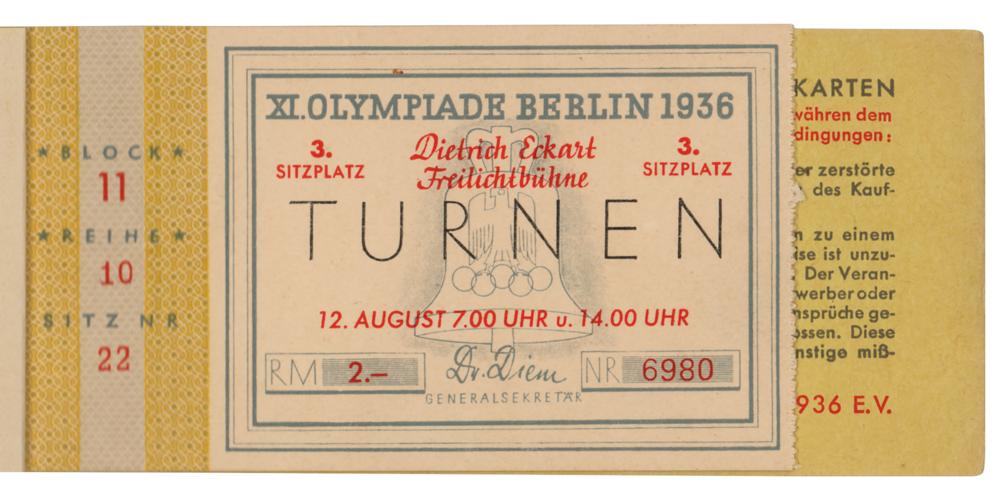 ★BLOCK★
11
★REIHE★
10
SITZ NR
22
XI. OLYMPIADE BERLIN 1936
3.
SITZPLATZ
Dietrich Eckart
Freilichtbühne
3.
SITZPLATZ
TURNEN
12. AUGUST 7.00 UHR u. 14.00 UHR
RM 2.–
Dr. Diem
GENERALSEKRETÄR
NR 6980
KARTEN
während dem
dingungen:
er zerstörte
des Kauf-
n zu einem
ise ist unzu-
. Der Veran-
werber oder
nsprüche ge-
ossen. Diese
nstige miß-
936 E.V.